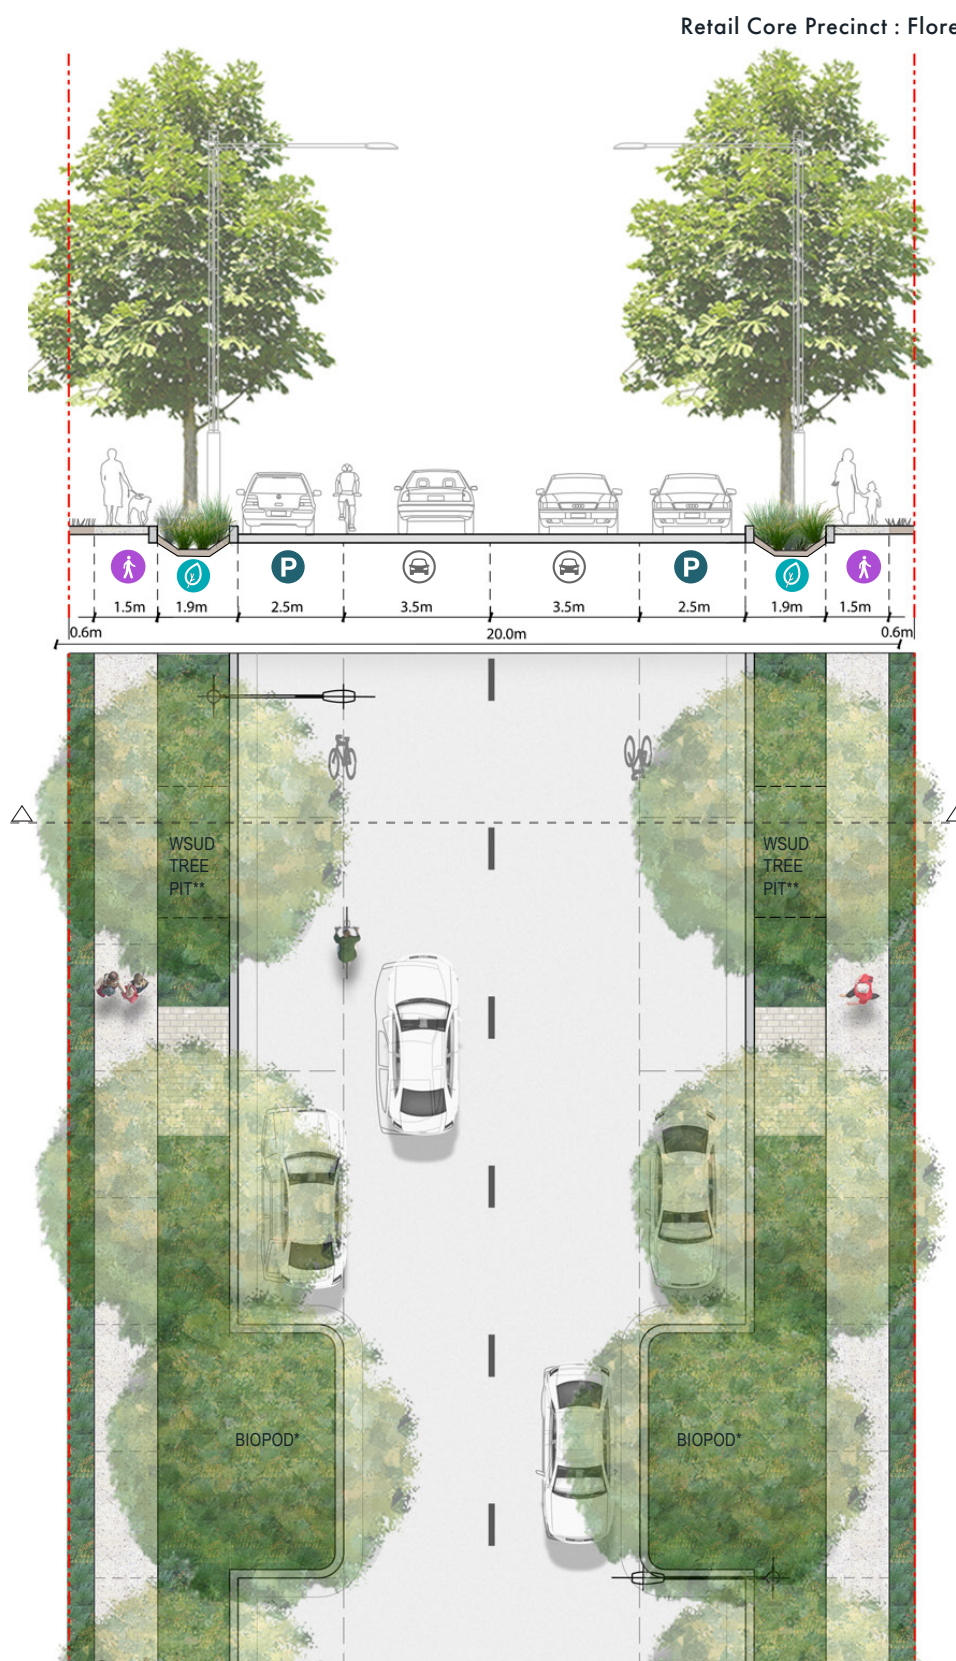 Retail Core Precinct : Flore
P
P
1.5m 1.9m 2.5m 3.5m 3.5m 2.5m 1.9m 1.5m
0.6m 20.0m 0.6m
WSUD
TREE
PIT**
WSUD
TREE
PIT**
BIOPOD*
BIOPOD*